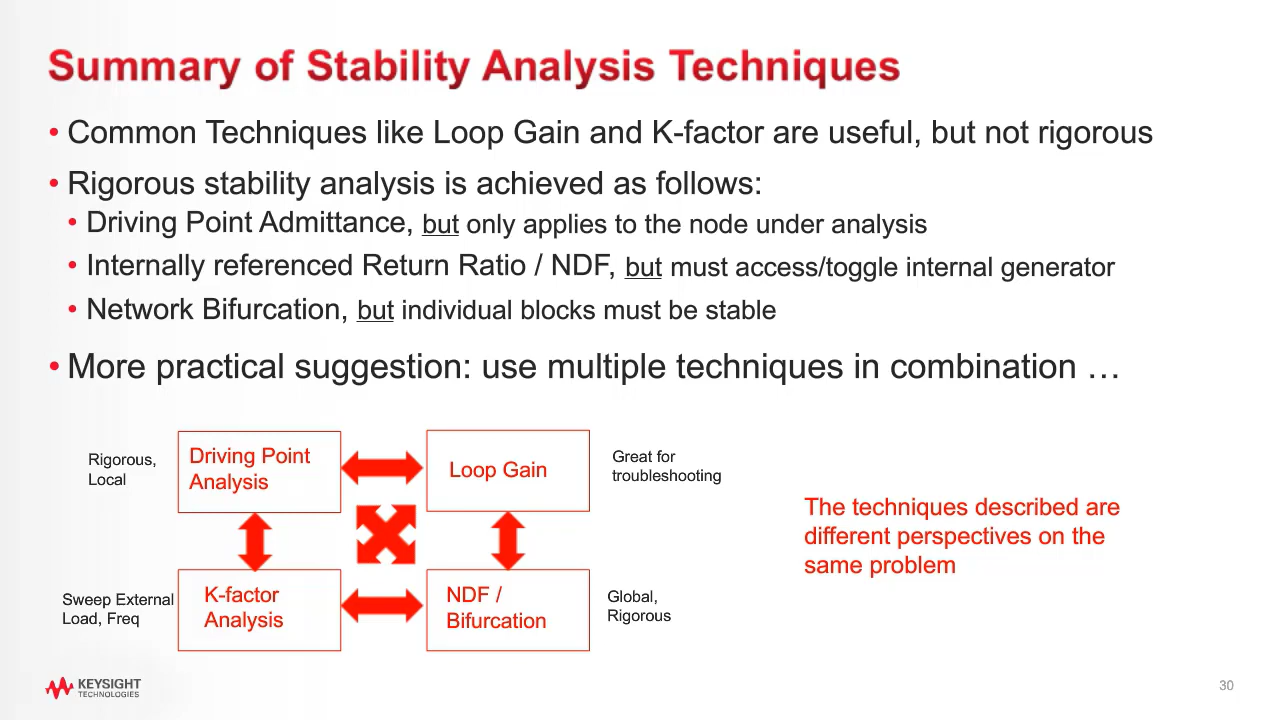 Summary of Stability Analysis Techniques
• Common Techniques like Loop Gain and K-factor are useful, but not rigorous
• Rigorous stability analysis is achieved as follows:
• Driving Point Admittance, but only applies to the node under analysis
• Internally referenced Return Ratio / NDF, but must access/toggle internal generator
• Network Bifurcation, but individual blocks must be stable
• More practical suggestion: use multiple techniques in combination …
Rigorous,
Local
Driving Point
Analysis
Loop Gain
Great for
troubleshooting
The techniques described are
different perspectives on the
same problem
Sweep External
Load, Freq
K-factor
Analysis
NDF /
Bifurcation
Global,
Rigorous
KEYSIGHT
TECHNOLOGIES
30